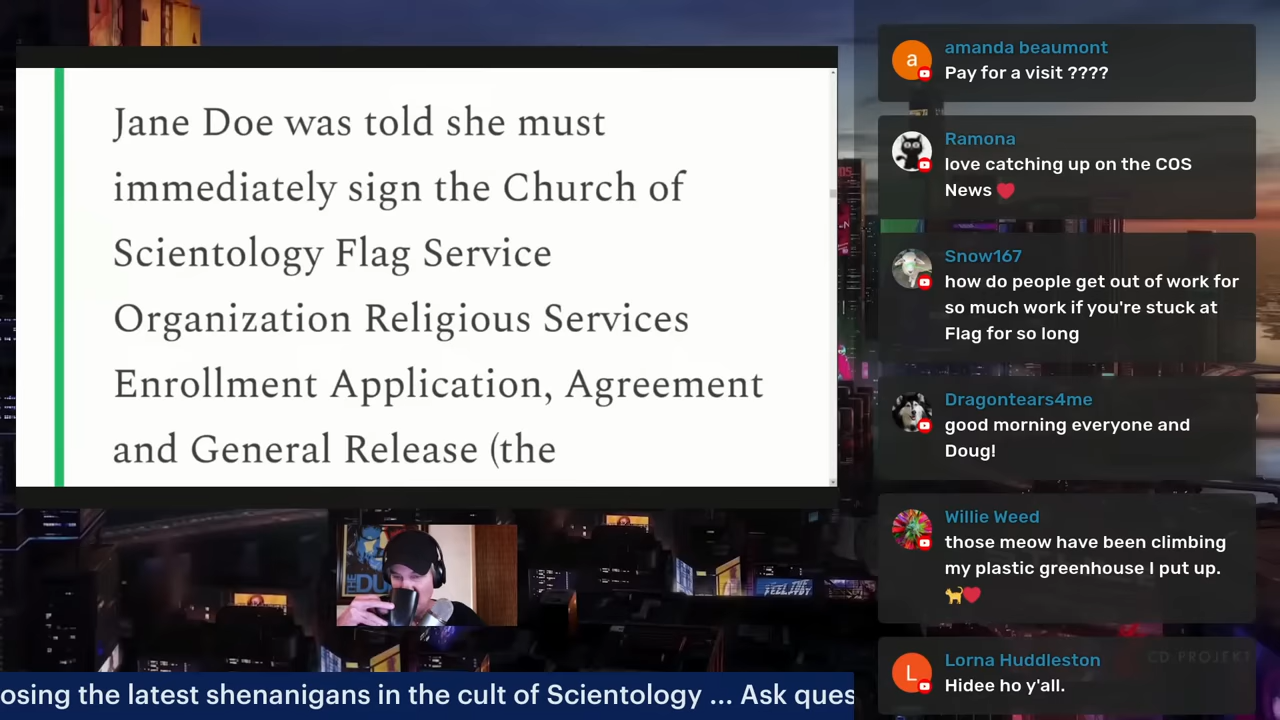 Jane Doe was told she must
immediately sign the Church of
Scientology Flag Service
Organization Religious Services
Enrollment Application, Agreement
and General Release (the
a
amanda beaumont
Pay for a visit ????
Ramona
love catching up on the COS
News ❤️
Snow167
how do people get out of work for
so much work if you're stuck at
Flag for so long
Dragontears4me
good morning everyone and
Doug!
Willie Weed
those meow have been climbing
my plastic greenhouse I put up.
🐈❤️
L
Lorna Huddleston
Hidee ho y'all.
CD PROJEKT
THE DU
osing the latest shenanigans in the cult of Scientology ... Ask ques